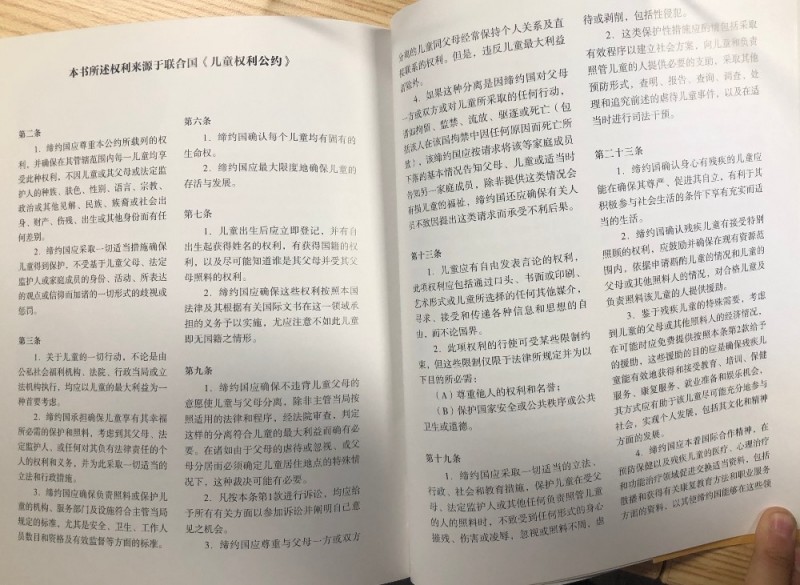 本书所述权利来源于联合国《儿童权利公约》
第二条
1. 缔约国应尊重本公约所载列的权
利，并确保在其管辖范围内每一儿童均享
受此种权利，不因儿童或其父母或法定监
护人的种族、肤色、性别、语言、宗教、
政治或其他见解、民族、族裔或社会出
身、财产、伤残、出生或其他身份而有任
何差别。
2. 缔约国应采取一切适当措施确保
儿童得到保护，不受基于儿童父母、法定
监护人或家庭成员的身份、活动、所表达
的观点或信仰而加诸的一切形式的歧视或
惩罚。
第三条
1. 关于儿童的一切行动，不论是由
公私社会福利机构、法院、行政当局或立
法机构执行，均应以儿童的最大利益为一
种首要考虑。
2. 缔约国承担确保儿童享有其幸福
所必需的保护和照料，考虑到其父母、法
定监护人、或任何对其负有法律责任的个
人的权利和义务，并为此采取一切适当的
立法和行政措施。
3. 缔约国应确保负责照料或保护儿
童的机构、服务部门及设施符合主管当局
规定的标准，尤其是安全、卫生、工作人
员数目和资格及有效监督等方面的标准。
第六条
1. 缔约国确认每个儿童均有固有的
生命权。
2. 缔约国应最大限度地确保儿童的
存活与发展。
第七条
1. 儿童出生后应立即登记，并有自
出生起获得姓名的权利，有获得国籍的权
利，以及尽可能知道谁是其父母并受其父
母照料的权利。
2. 缔约国应确保这些权利按照本国
法律及其根据有关国际文书在这一领域承
担的义务予以实施，尤应注意不如此儿童
即无国籍之情形。
第九条
1. 缔约国应确保不违背儿童父母的
意愿使儿童与父母分离，除非主管当局按
照适用的法律和程序，经法院审查，判定
这样的分离符合儿童的最大利益而确有必
要。在诸如由于父母的虐待或忽视、或父
母分居而必须确定儿童居住地点的特殊情
况下，这种裁决可能有必要。
2. 凡按本条第1款进行诉讼，均应给
予所有有关方面以参加诉讼并阐明自己意
见之机会。
3. 缔约国应尊重与父母一方或双方
分离的儿童同父母经常保持个人关系及直
接联系的权利，但是，违反儿童最大利益
者除外。
4. 如果这种分离是因缔约国对父母
一方或双方或对儿童所采取的任何行动，
诸如拘留、监禁、流放、驱逐或死亡（包
括该人在该国拘禁中因任何原因而死亡所
禁），该缔约国应按请求将该等家庭成员
下落的基本情况告知父母、儿童或适当时
告知另一家庭成员，除非提供这类情况会
有损儿童的福祉，缔约国还应确保有关人
员不致因提出这类请求而承受不利后果。
第十三条
1. 儿童应有自由发表言论的权利，
此项权利应包括通过口头、书面或印刷、
艺术形式或儿童所选择的任何其他媒介，
寻求、接受和传递各种信息和思想的自
由，而不论国界。
2. 此项权利的行使可受某些限制约
束，但这些限制仅限于法律所规定并为以
下目的所必需：
（A）尊重他人的权利和名誉；
（B）保护国家安全或公共秩序或公共
卫生或道德。
第十九条
1. 缔约国应采取一切适当的立法、
行政、社会和教育措施，保护儿童在受父
母、法定监护人或其他任何负责照管儿童
的人的照料时，不致受到任何形式的身心
摧残、伤害或凌辱，忽视或照料不周，虐
待或剥削，包括性侵犯。
2. 这类保护性措施应酌情包括采取
有效程序以建立社会方案，向儿童和负责
照管儿童的人提供必要的支助，采取其他
预防形式，查明、报告、查询、调查、处
理和追究前述的虐待儿童事件，以及在适
当时进行司法干预。
第二十三条
1. 缔约国确认身心有残疾的儿童应
能在确保其尊严、促进其自立、有利于其
积极参与社会生活的条件下享有充实而适
当的生活。
2. 缔约国确认残疾儿童有接受特别
照顾的权利，应鼓励并确保在现有资源范
围内，依据申请斟酌儿童的情况和儿童的
父母或其他照料人的情况，对合格儿童及
负责照料该儿童的人提供援助。
3. 鉴于残疾儿童的特殊需要，考虑
到儿童的父母或其他照料人的经济情况，
在可能时应免费提供按照本条第2款给予
的援助，这些援助的目的应是确保残疾儿
童能有效地获得和接受教育、培训、保健
服务、康复服务、就业准备和娱乐机会，
其方式应有助于该儿童尽可能充分地参与
社会，实现个人发展，包括其文化和精神
方面的发展。
4. 缔约国应本着国际合作精神，在
预防保健以及残疾儿童的医疗、心理治疗
和功能治疗领域促进交换适当资料，包括
散播和获得有关康复教育方法和职业服务
方面的资料，以其使缔约国能够在这些领